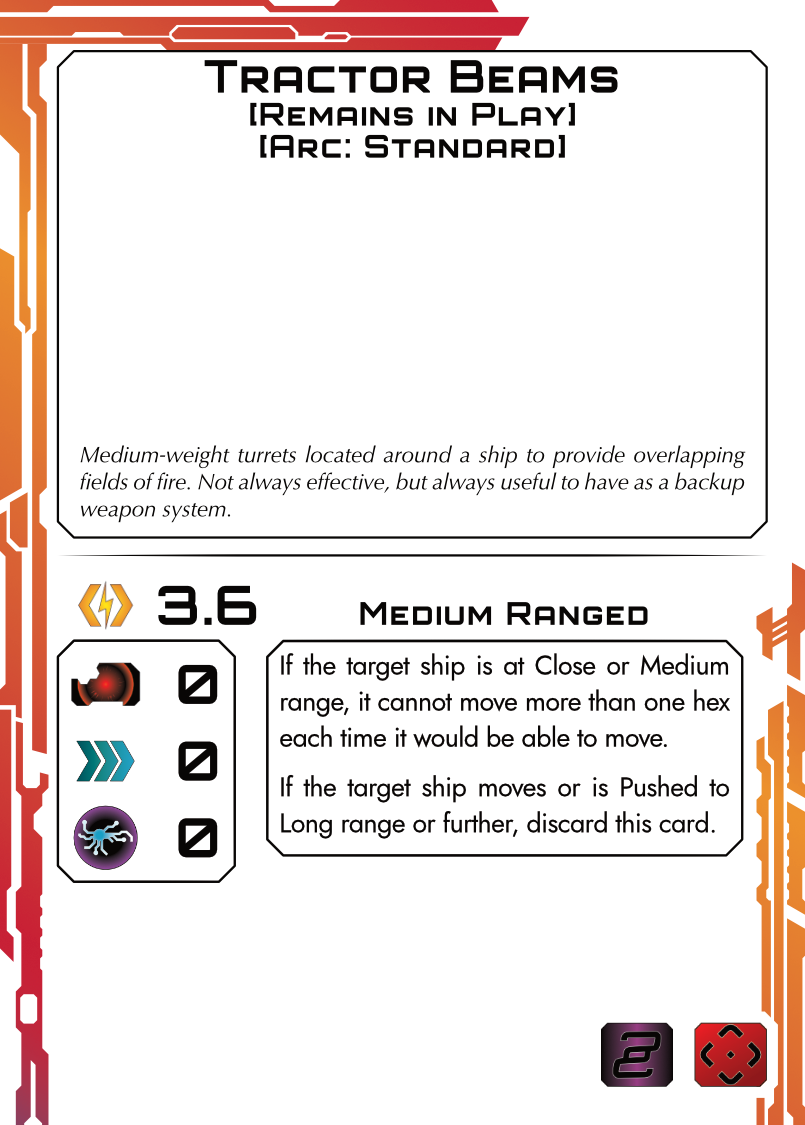 Tractor Beams
[Remains in Play]
[Arc: Standard]
Medium-weight turrets located around a ship to provide overlapping
fields of fire. Not always effective, but always useful to have as a backup
weapon system.
3.6
Medium Ranged
0
0
0
If the target ship is at Close or Medium
range, it cannot move more than one hex
each time it would be able to move.
If the target ship moves or is Pushed to
Long range or further, discard this card.